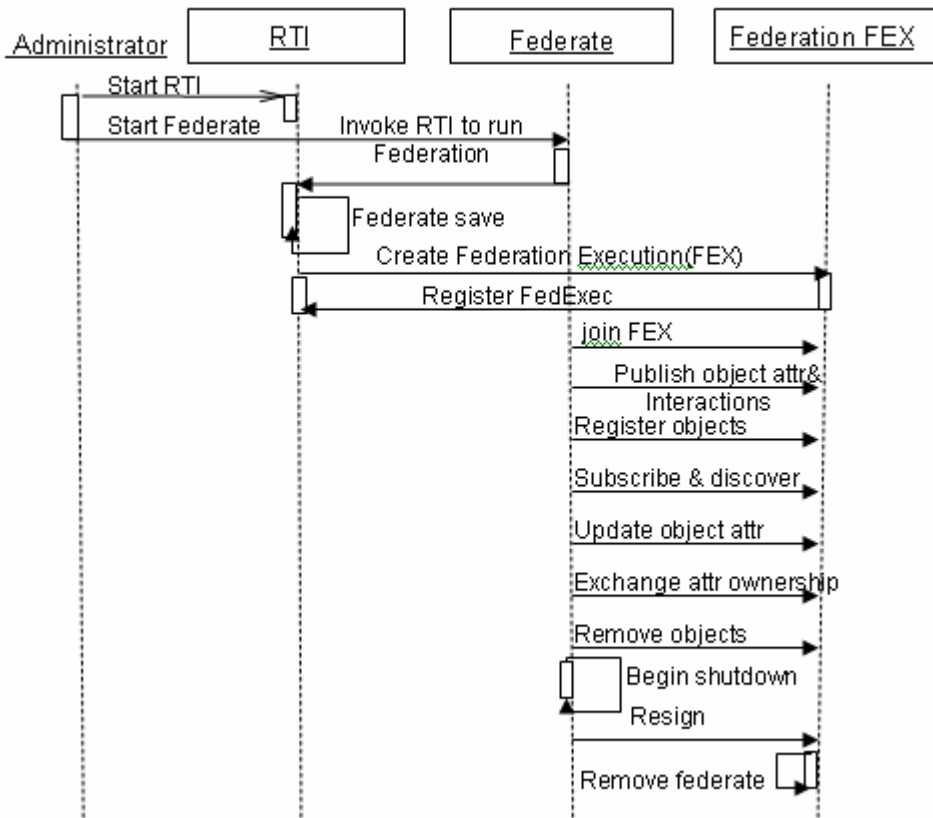 Administrator
RTI
Federate
Federation FEX
Start RTI
Start Federate
Invoke RTI to run
Federation
Federate save
Create Federation Execution(FEX)
Register FedExec
join FEX
Publish object attr&
Interactions
Register objects
Subscribe & discover
Update object attr
Exchange attr ownership
Remove objects
Begin shutdown
Resign
Remove federate